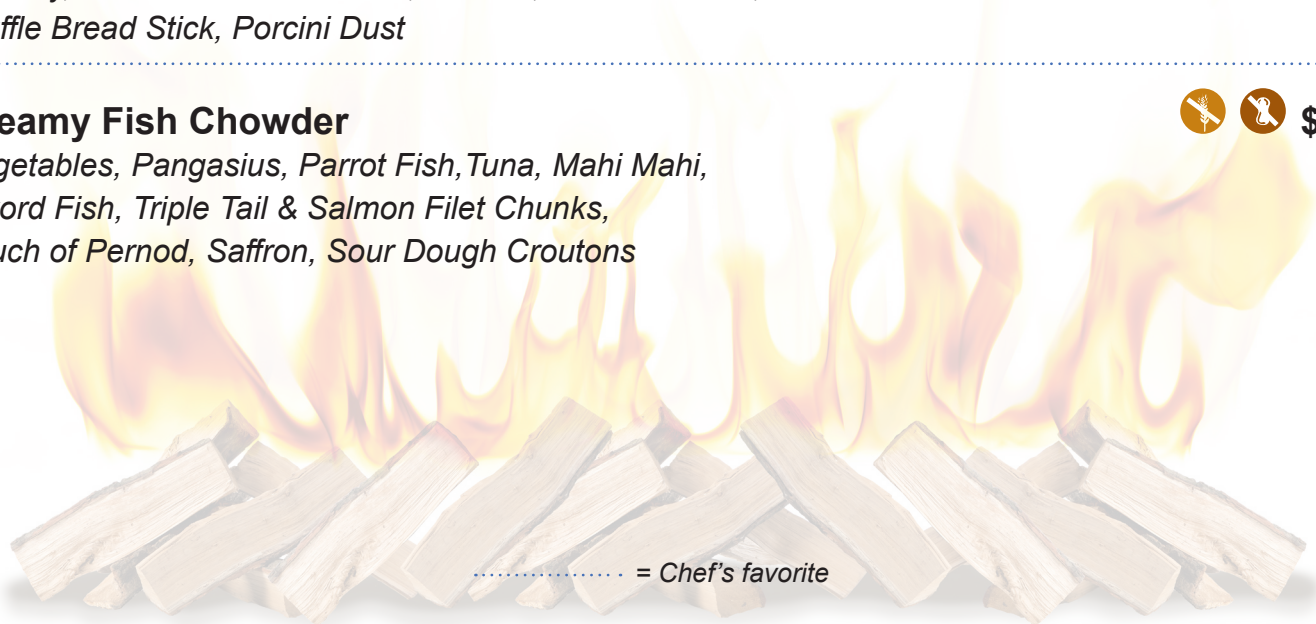 ffle Bread Stick, Porcini Dust
eamy Fish Chowder $
getables, Pangasius, Parrot Fish,Tuna, Mahi Mahi,
ord Fish, Triple Tail & Salmon Filet Chunks,
uch of Pernod, Saffron, Sour Dough Croutons
= Chef’s favorite